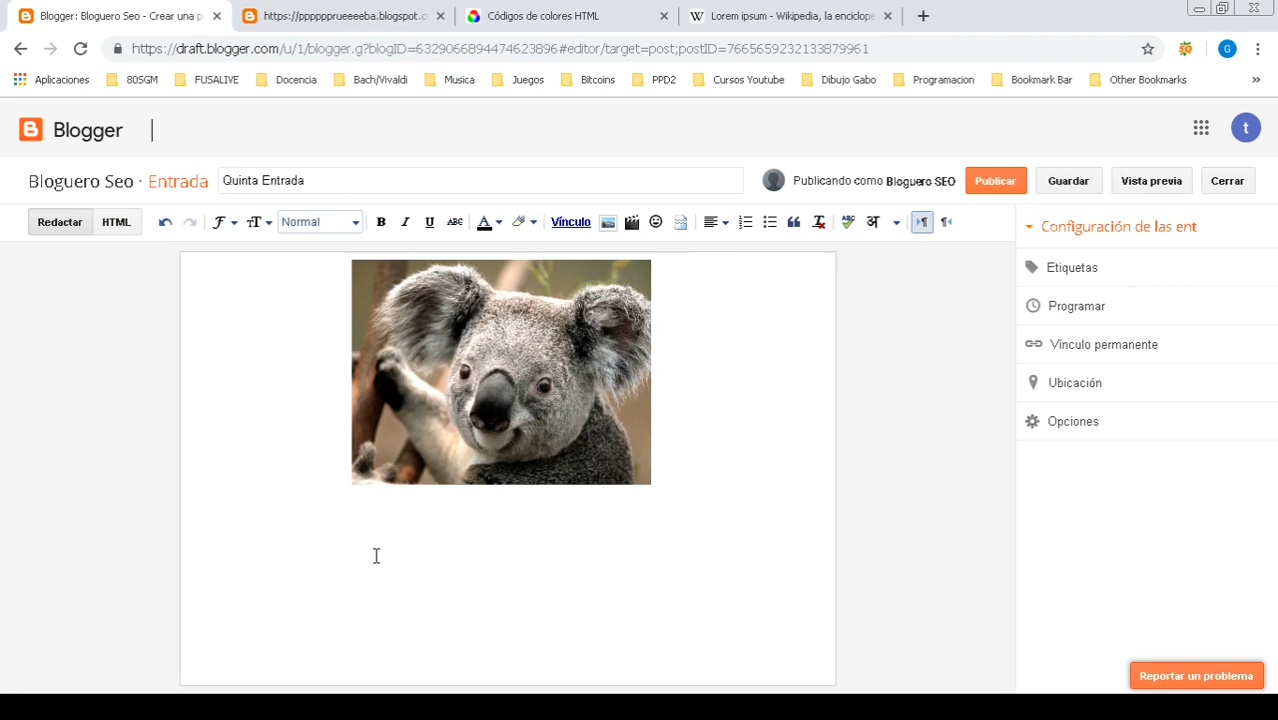 Blogger: Bloguero Seo - Crear una p
https://ppppppprueeeeba.blogspot.c
Códigos de colores HTML
Lorem ipsum - Wikipedia, la enciclope
https://draft.blogger.com/u/1/blogger.g?blogID=6329066894474623896#editor/target=post;postID=7665659232133879961
G
Aplicaciones
80SGM
FUSALIVE
Docencia
Bach/Vivaldi
Musica
Juegos
Bitcoins
PPD2
Cursos Youtube
Dibujo Gabo
Programacion
Bookmark Bar
Other Bookmarks
Blogger
t
Bloguero Seo · Entrada
Quinta Entrada
Publicando como Bloguero SEO
Publicar
Guardar
Vista previa
Cerrar
Redactar
HTML
Normal
B
I
U
ABC
A
Vínculo
Configuración de las ent
Etiquetas
Programar
Vínculo permanente
Ubicación
Opciones
Reportar un problema